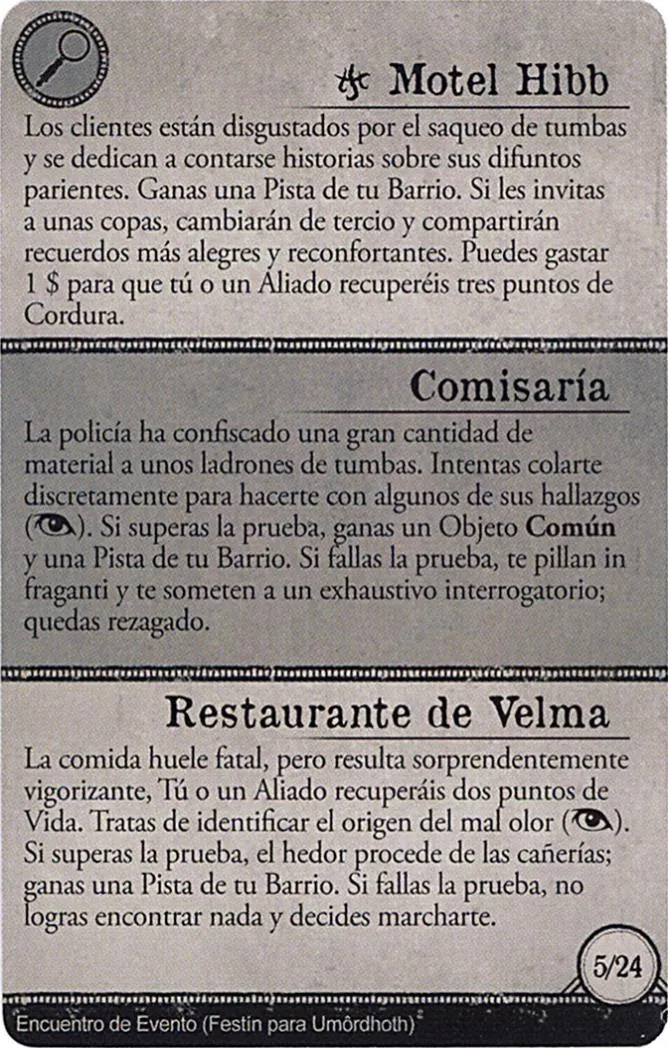 Motel Hibb
Los clientes están disgustados por el saqueo de tumbas
y se dedican a contarse historias sobre sus difuntos
parientes. Ganas una Pista de tu Barrio. Si les invitas
a unas copas, cambiarán de tercio y compartirán
recuerdos más alegres y reconfortantes. Puedes gastar
1 $ para que tú o un Aliado recuperéis tres puntos de
Cordura.
Comisaría
La policía ha confiscado una gran cantidad de
material a unos ladrones de tumbas. Intentas colarte
discretamente para hacerte con algunos de sus hallazgos
(). Si superas la prueba, ganas un Objeto Común
y una Pista de tu Barrio. Si fallas la prueba, te pillan in
fraganti y te someten a un exhaustivo interrogatorio;
quedas rezagado.
Restaurante de Velma
La comida huele fatal, pero resulta sorprendentemente
vigorizante, Tú o un Aliado recuperáis dos puntos de
Vida. Tratas de identificar el origen del mal olor ().
Si superas la prueba, el hedor procede de las cañerías;
ganas una Pista de tu Barrio. Si fallas la prueba, no
logras encontrar nada y decides marcharte.
5/24
Encuentro de Evento (Festín para Umôrdhoth)